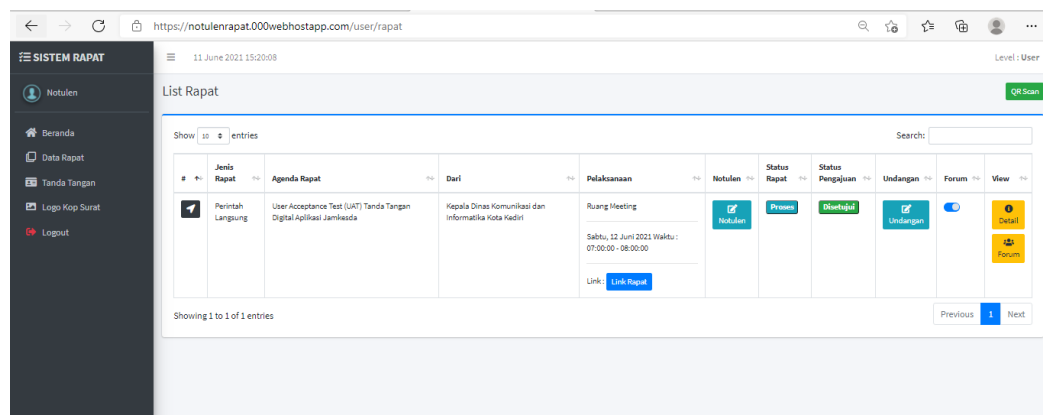 https://notulenrapat.000webhostapp.com/user/rapat
SISTEM RAPAT
11 June 2021 15:20:08
Level : User
Notulen
List Rapat
QR Scan
Beranda
Data Rapat
Tanda Tangan
Logo Kop Surat
Logout
Show 10 entries
Search:
#
Jenis
Rapat
Agenda Rapat
Dari
Pelaksanaan
Notulen
Status
Rapat
Status
Pengajuan
Undangan
Forum
View
Perintah
Langsung
User Acceptance Test (UAT) Tanda Tangan
Digital Aplikasi Jamkesda
Kepala Dinas Komunikasi dan
Informatika Kota Kediri
Ruang Meeting
Sabtu, 12 Juni 2021 Waktu :
07:00:00 - 08:00:00
Link : Link Rapat
Notulen
Proses
Disetujui
Undangan
Detail
Forum
Showing 1 to 1 of 1 entries
Previous 1 Next